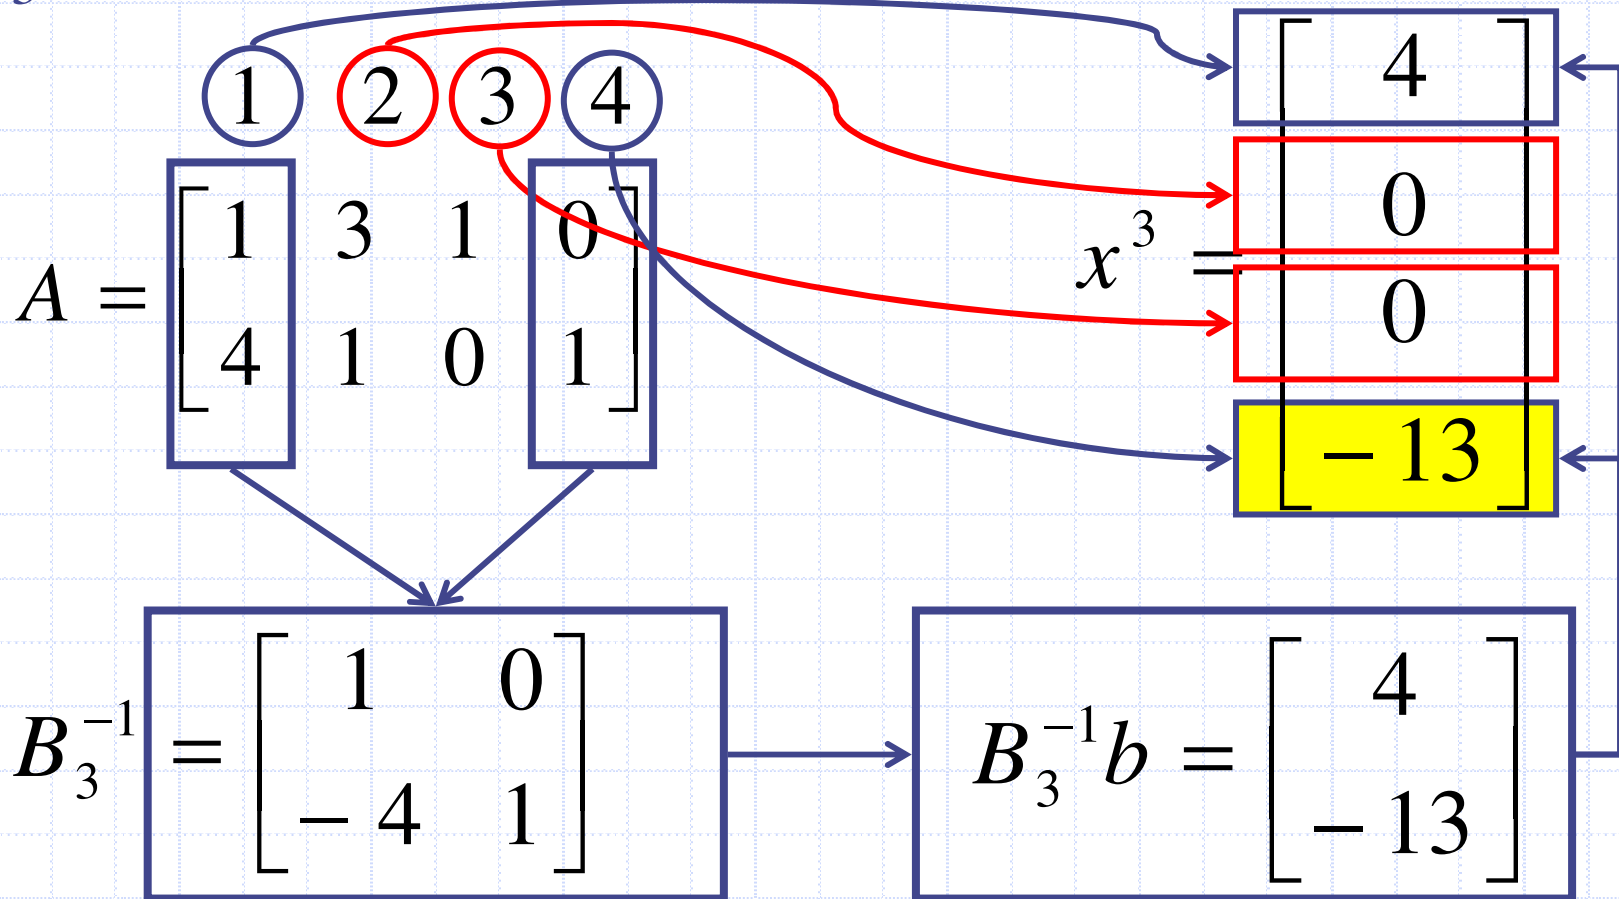 1 2 3 4
A = [ 1 3 1 0
4 1 0 1 ]
x^3 = [ 4
0
0
− 13 ]
B_3^{−1} = [ 1 0
− 4 1 ]
B_3^{−1} b = [ 4
− 13 ]